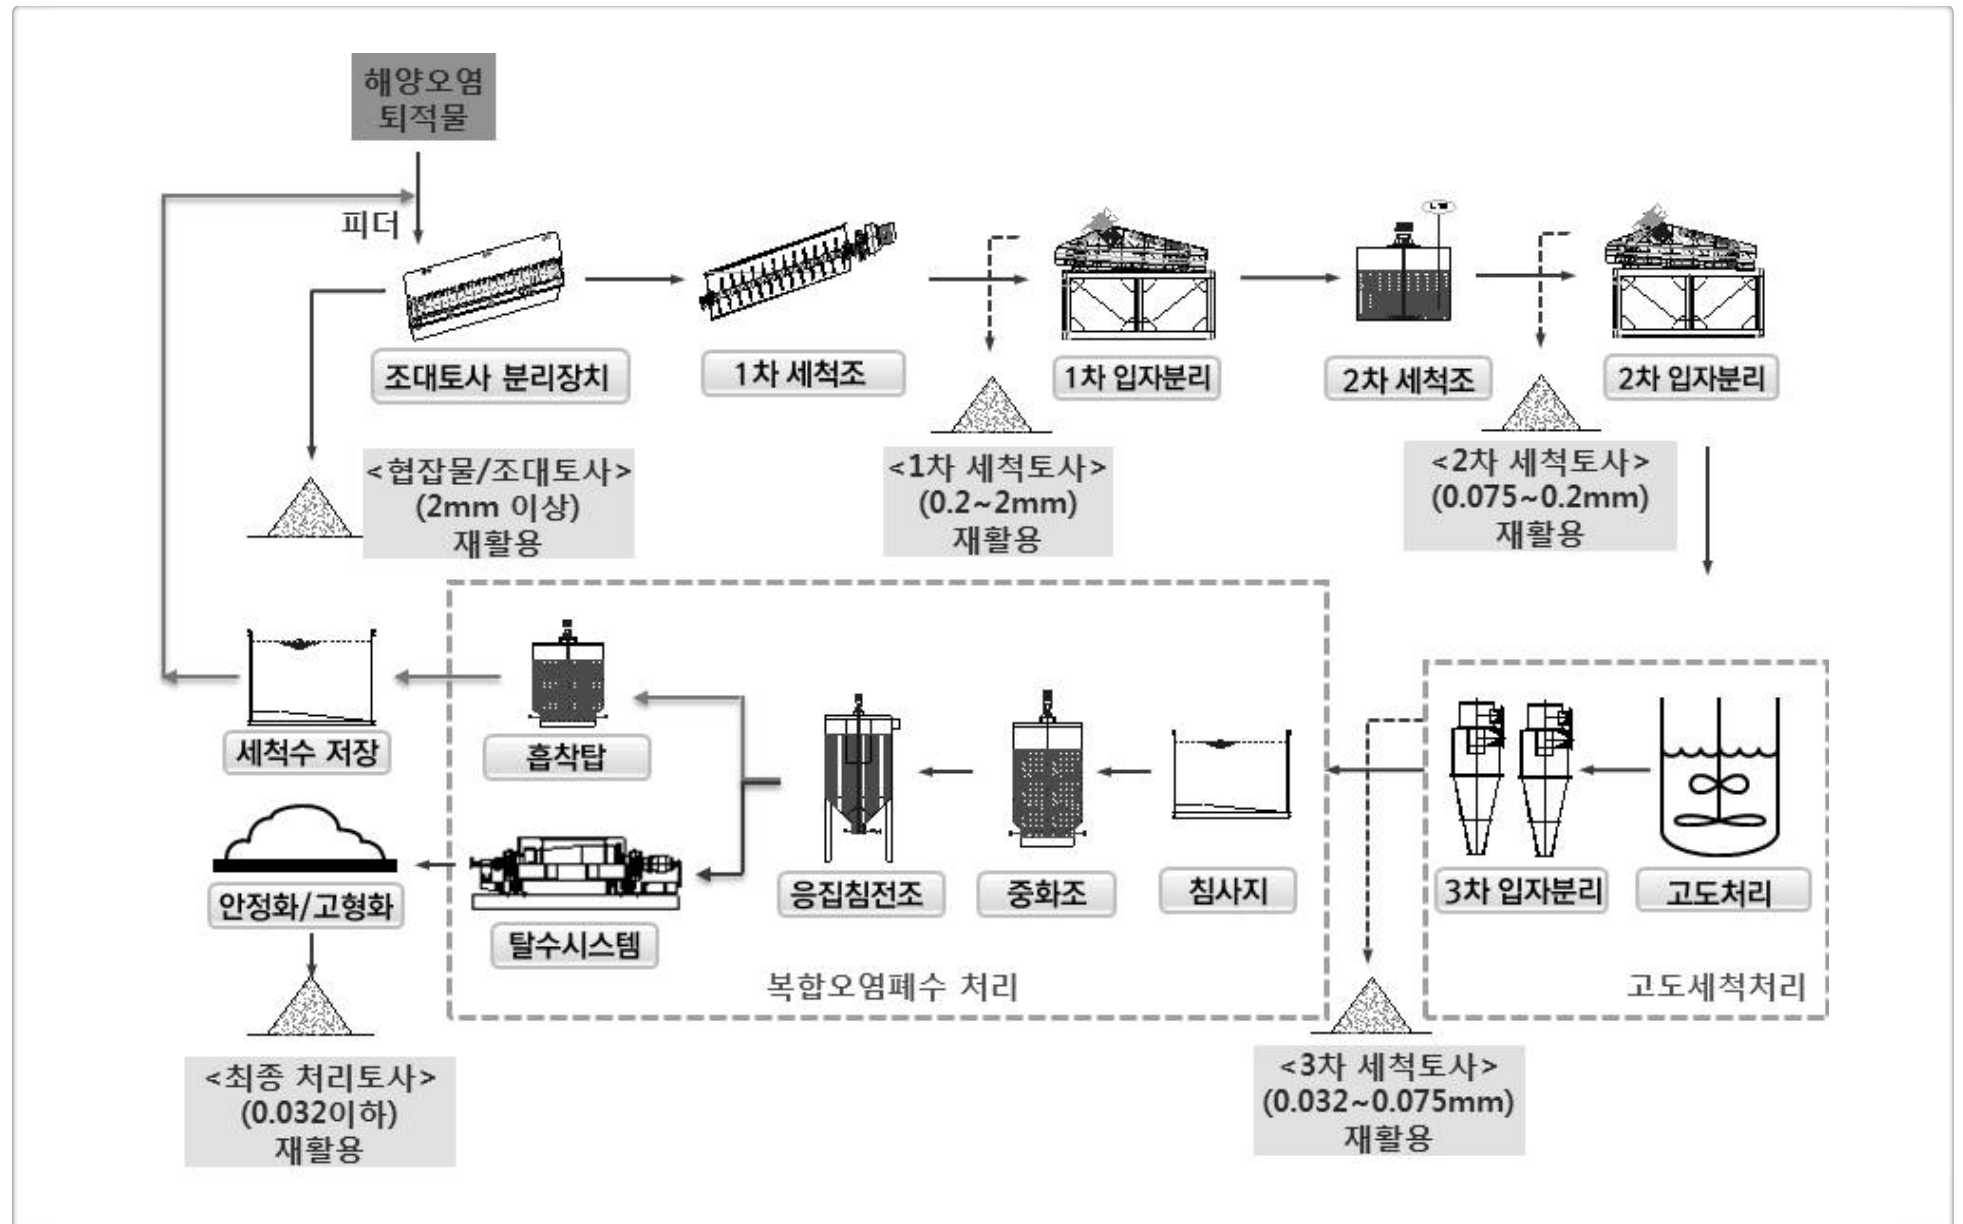 해양오염
퇴적물
피더
조대토사 분리장치
1차 세척조
1차 입자분리
2차 세척조
2차 입자분리
<협잡물/조대토사>
(2mm 이상)
재활용
<1차 세척토사>
(0.2~2mm)
재활용
<2차 세척토사>
(0.075~0.2mm)
재활용
세척수 저장
흡착탑
안정화/고형화
탈수시스템
응집침전조
중화조
침사지
3차 입자분리
고도처리
복합오염폐수 처리
고도세척처리
<최종 처리토사>
(0.032이하)
재활용
<3차 세척토사>
(0.032~0.075mm)
재활용